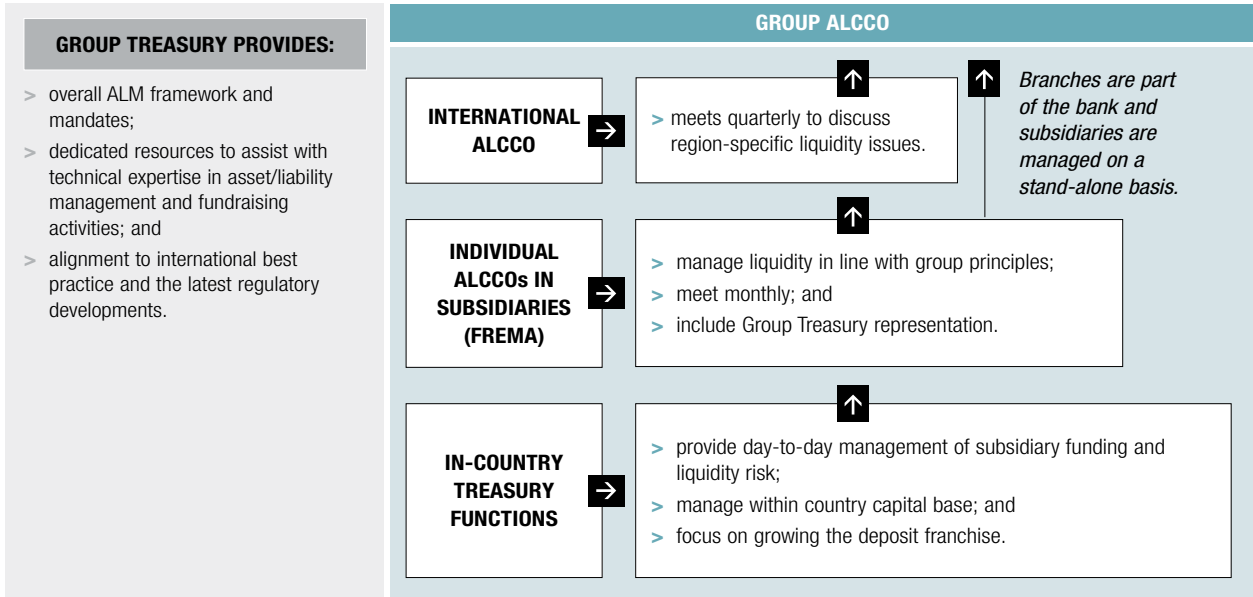 GROUP TREASURY PROVIDES:
> overall ALM framework and
mandates;
> dedicated resources to assist with
technical expertise in asset/liability
management and fundraising
activities; and
> alignment to international best
practice and the latest regulatory
developments.
GROUP ALCCO
INTERNATIONAL
ALCCO
> meets quarterly to discuss
region-specific liquidity issues.
Branches are part
of the bank and
subsidiaries are
managed on a
stand-alone basis.
INDIVIDUAL
ALCCOs IN
SUBSIDIARIES
(FREMA)
> manage liquidity in line with group principles;
> meet monthly; and
> include Group Treasury representation.
IN-COUNTRY
TREASURY
FUNCTIONS
> provide day-to-day management of subsidiary funding and
liquidity risk;
> manage within country capital base; and
> focus on growing the deposit franchise.